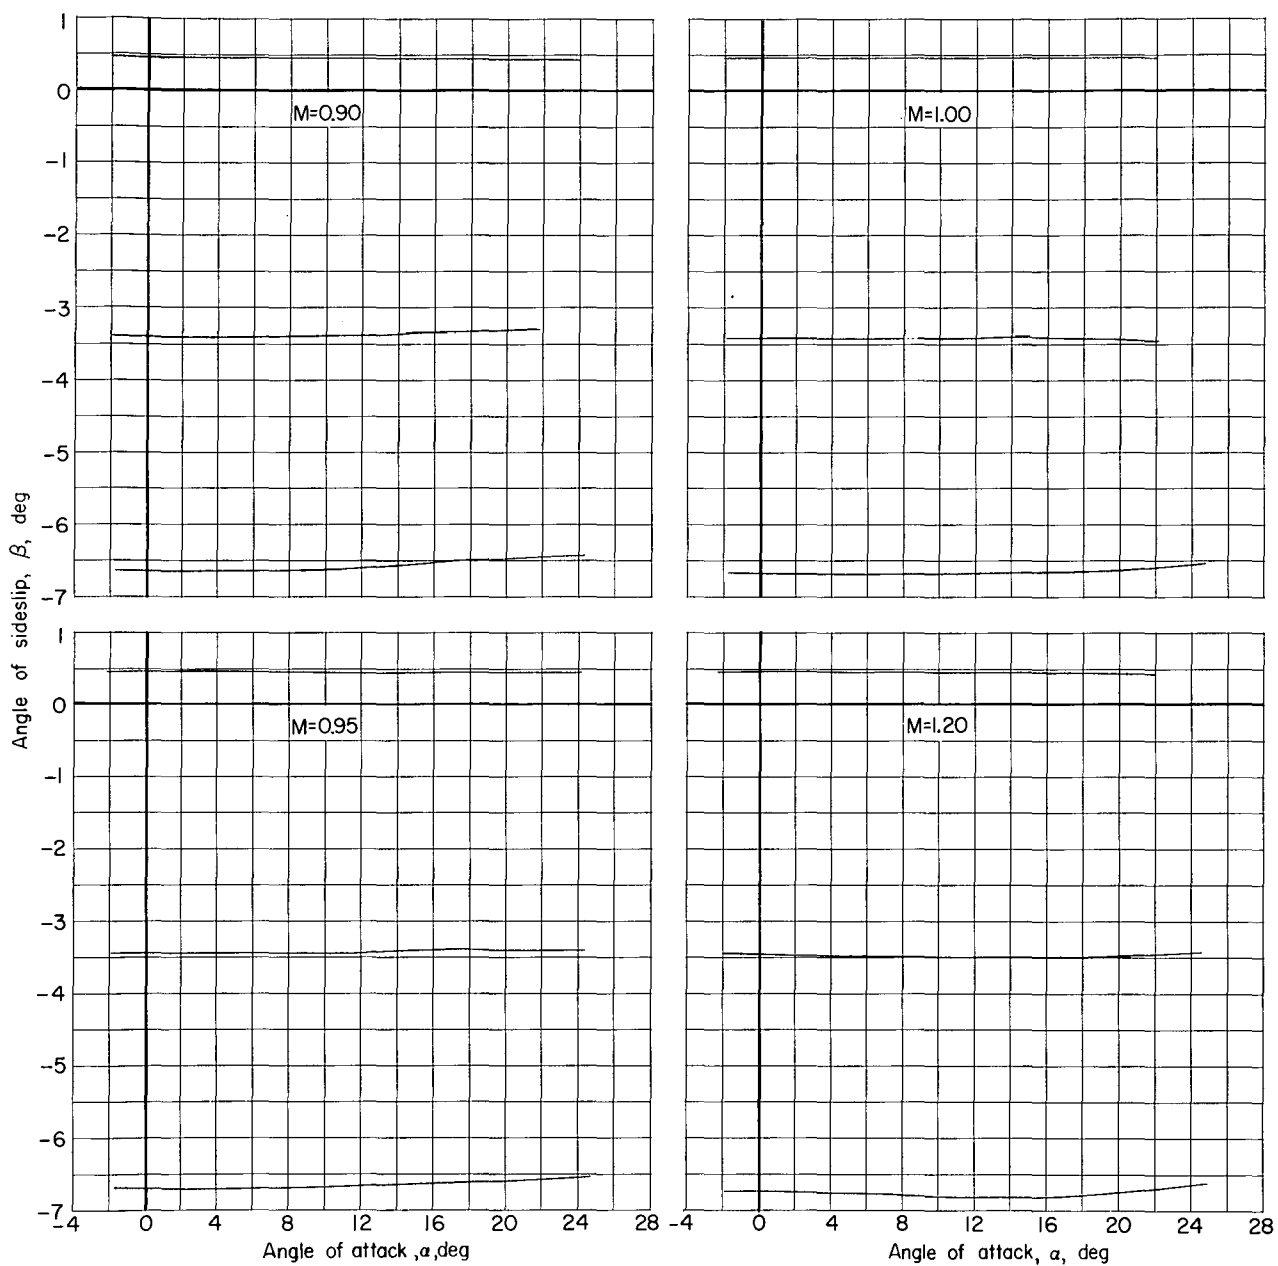 1
0
-1
-2
-3
-4
-5
-6
-7
M=0.90
M=1.00
Angle of sideslip, β, deg
1
0
-1
-2
-3
-4
-5
-6
-7
M=0.95
M=1.20
-4 0 4 8 12 16 20 24 28
-4 0 4 8 12 16 20 24 28
Angle of attack ,α,deg
Angle of attack, α, deg